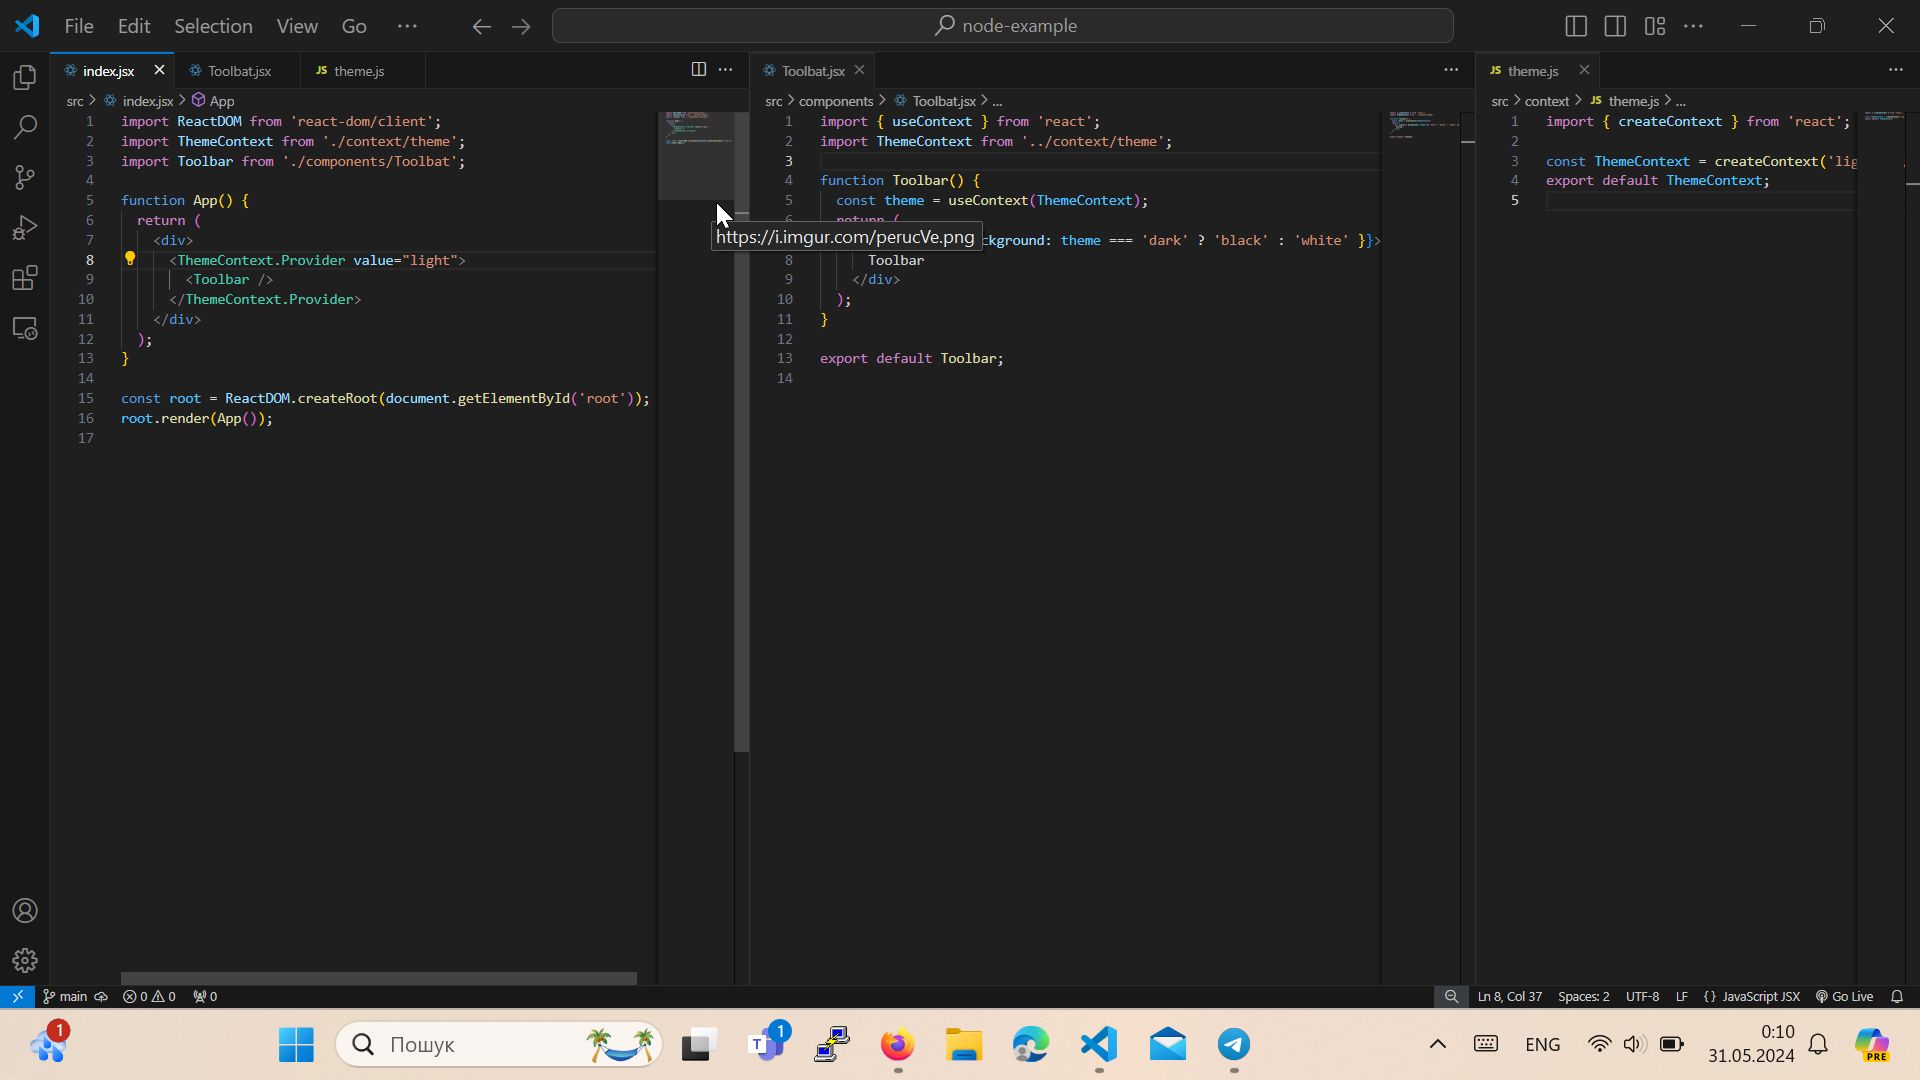 File Edit Selection View Go
node-example
index.jsx
Toolbat.jsx
JS theme.js
src > index.jsx > App
1 import ReactDOM from 'react-dom/client';
2 import ThemeContext from './context/theme';
3 import Toolbar from './components/Toolbat';
4
5 function App() {
6 return (
7 <div>
8 <ThemeContext.Provider value="light">
9 <Toolbar />
10 </ThemeContext.Provider>
11 </div>
12 );
13 }
14
15 const root = ReactDOM.createRoot(document.getElementById('root'));
16 root.render(App());
17
Toolbat.jsx
src > components > Toolbat.jsx > ...
1 import { useContext } from 'react';
2 import ThemeContext from '../context/theme';
3
4 function Toolbar() {
5 const theme = useContext(ThemeContext);
6 return (
https://i.imgur.com/perucVe.png
ckground: theme === 'dark' ? 'black' : 'white' }}>
8 Toolbar
9 </div>
10 );
11 }
12
13 export default Toolbar;
14
JS theme.js
src > context > JS theme.js > ...
1 import { createContext } from 'react';
2
3 const ThemeContext = createContext('lig
4 export default ThemeContext;
5
main
0 0
0
Ln 8, Col 37
Spaces: 2
UTF-8
LF
{} JavaScript JSX
Go Live
1
Пошук
T
1
ENG
0:10
31.05.2024
PRE